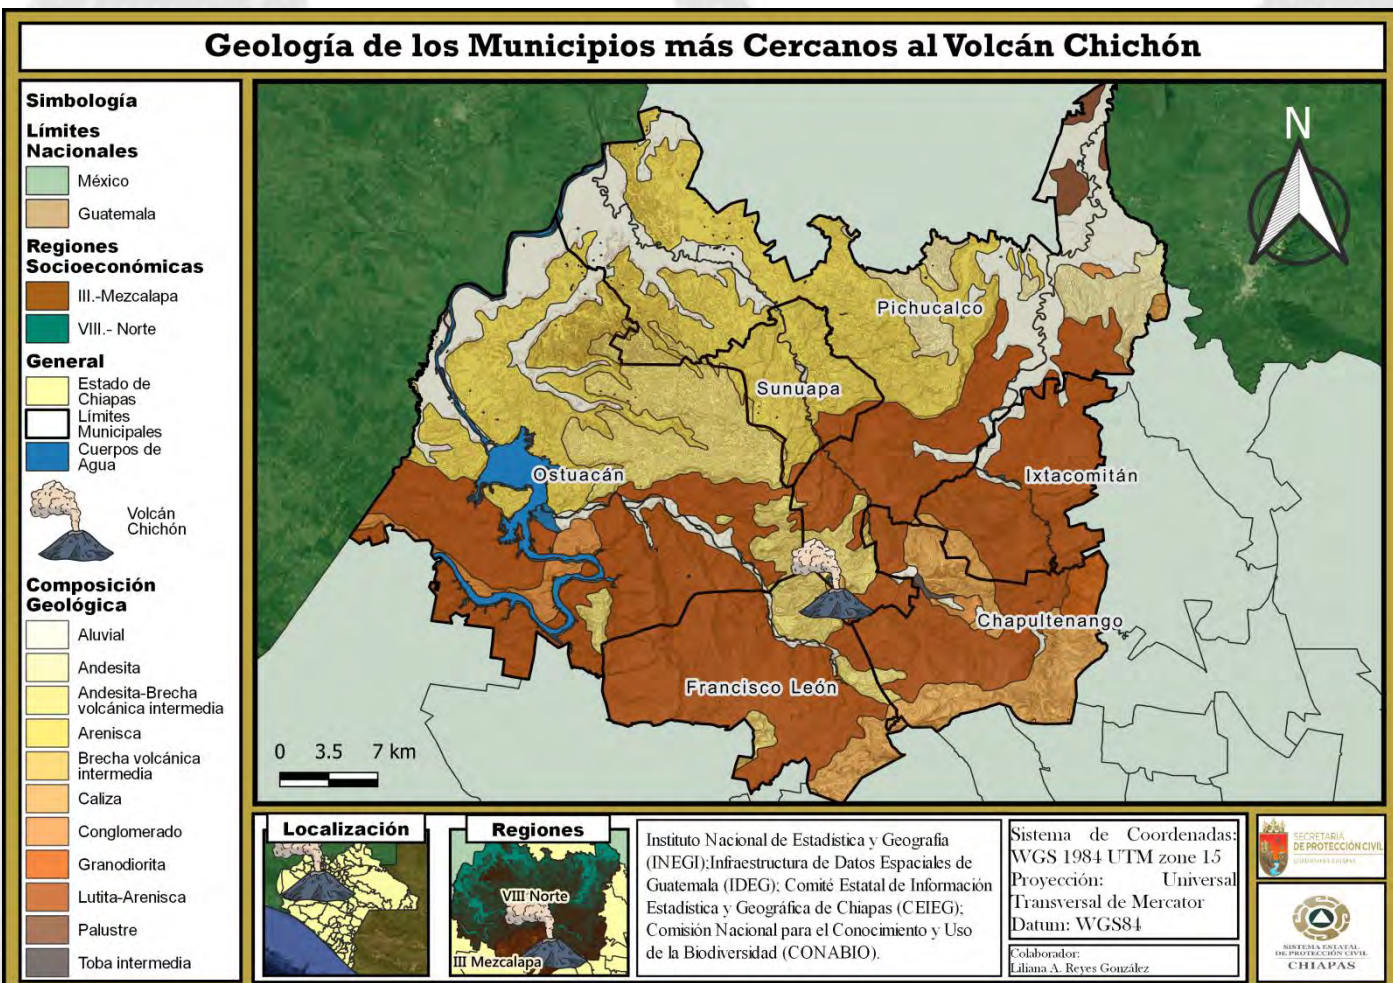 Geología de los Municipios más Cercanos al Volcán Chichón
Simbología
Límites
Nacionales
México
Guatemala
Regiones
Socioeconómicas
III.-Mezcalapa
VIII.- Norte
General
Estado de
Chiapas
Límites
Municipales
Cuerpos de
Agua
Volcán
Chichón
Composición
Geológica
Aluvial
Andesita
Andesita-Brecha
volcánica intermedia
Arenisca
Brecha volcánica
intermedia
Caliza
Conglomerado
Granodiorita
Lutita-Arenisca
Palustre
Toba intermedia
N
Pichucalco
Sunuapa
Ostuacán
Ixtacomitán
Chapultenango
Francisco León
0 3.5 7 km
Localización
Regiones
VIII Norte
III Mezcalapa
Instituto Nacional de Estadística y Geografía
(INEGI);Infraestructura de Datos Espaciales de
Guatemala (IDEG); Comité Estatal de Información
Estadística y Geográfica de Chiapas (CEIEG);
Comisión Nacional para el Conocimiento y Uso
de la Biodiversidad (CONABIO).
Sistema de Coordenadas:
WGS 1984 UTM zone 15
Proyección: Universal
Transversal de Mercator
Datum: WGS84
Colaborador:
Liliana A. Reyes González
SECRETARÍA
DE PROTECCIÓN CIVIL
SISTEMA ESTATAL
DE PROTECCIÓN CIVIL
CHIAPAS